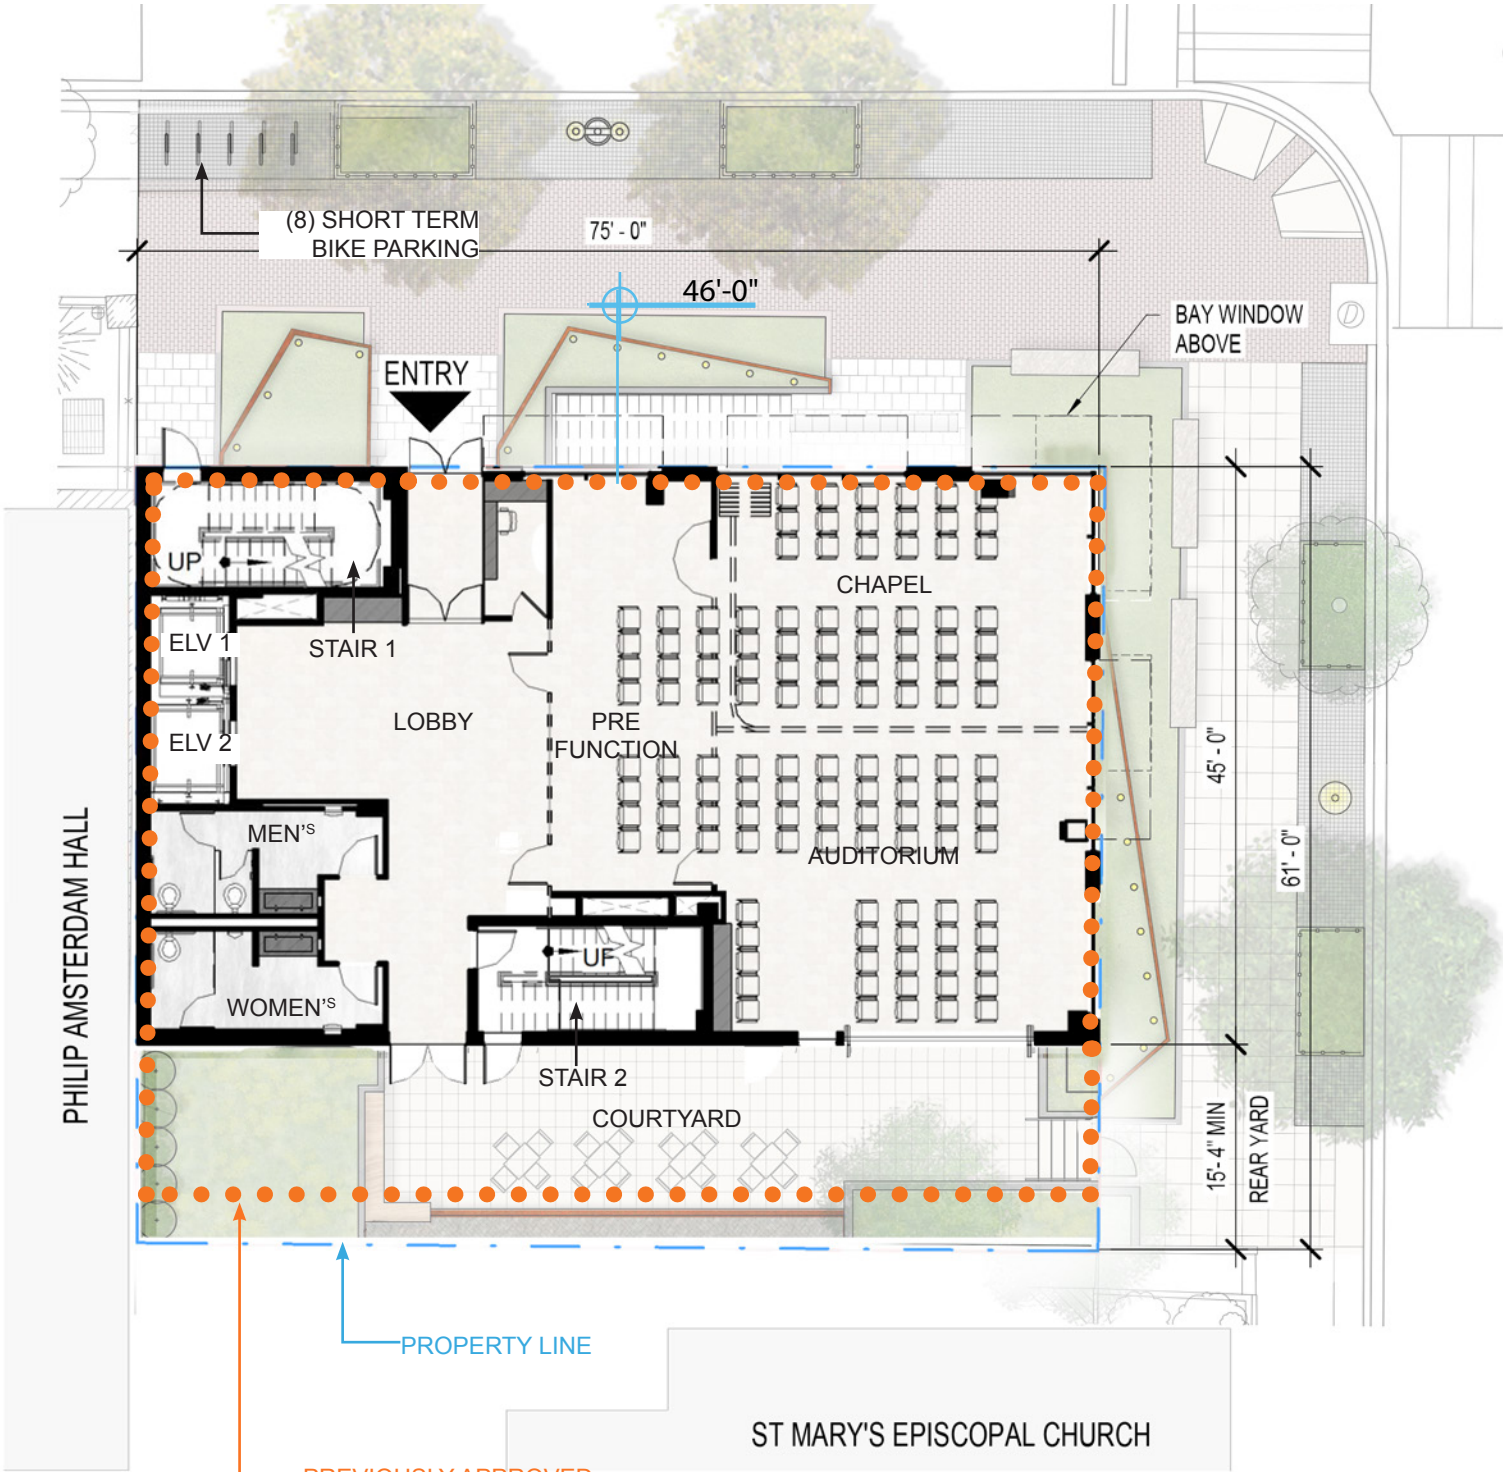 (8) SHORT TERM
BIKE PARKING
75' - 0"
46'-0"
BAY WINDOW
ABOVE
D
ENTRY
UP
CHAPEL
ELV 1
STAIR 1
LOBBY
PRE
FUNCTION
ELV 2
45' - 0"
MEN'S
AUDITORIUM
61' - 0"
PHILIP AMSTERDAM HALL
UP
WOMEN'S
STAIR 2
COURTYARD
15'- 4" MIN
REAR YARD
PROPERTY LINE
ST MARY'S EPISCOPAL CHURCH
PREVIOUSLY APPROVED